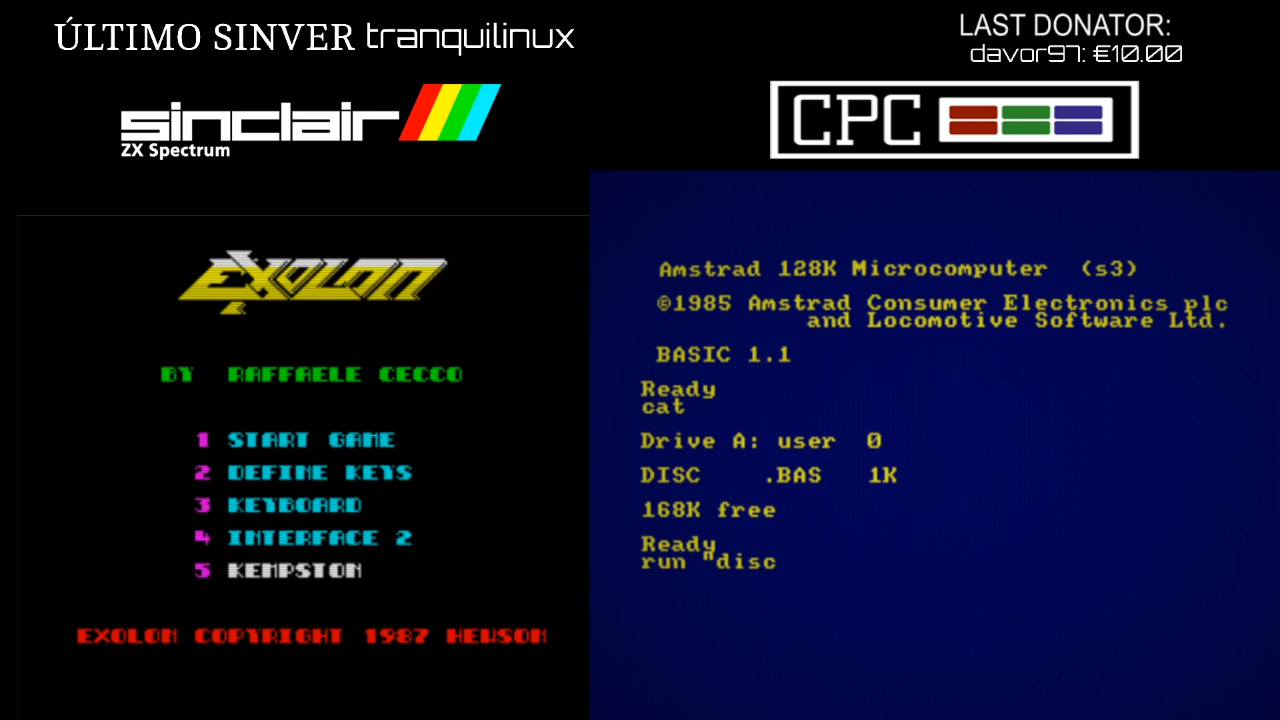 ÚLTIMO SINVER tranquilinux
LAST DONATOR:
davor97: €10.00
sinclair
ZX Spectrum
CPC
EXOLON
BY RAFFAELE CECCO
1 START GAME
2 DEFINE KEYS
3 KEYBOARD
4 INTERFACE 2
5 KEMPSTON
EXOLON COPYRIGHT 1987 HEWSON
Amstrad 128K Microcomputer (s3)
©1985 Amstrad Consumer Electronics plc
and Locomotive Software Ltd.
BASIC 1.1
Ready
cat
Drive A: user 0
DISC .BAS 1K
168K free
Ready
run "disc